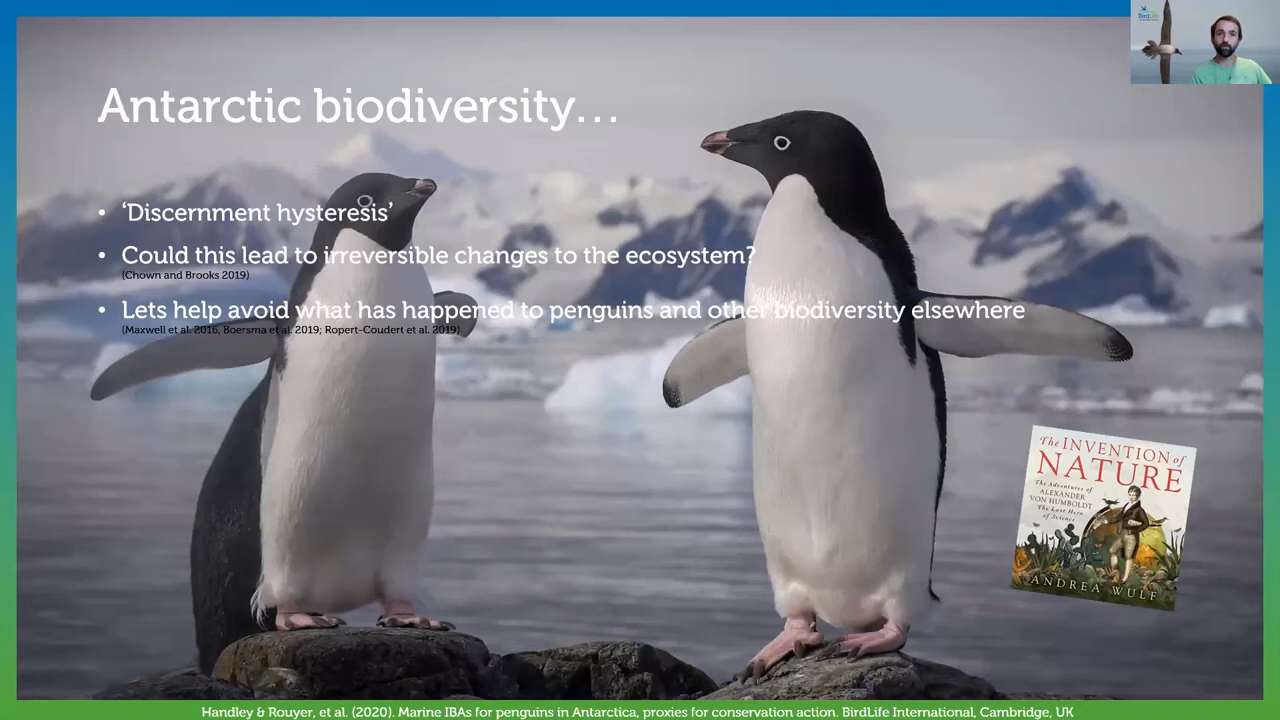 BirdLife
Antarctic biodiversity…
• ‘Discernment hysteresis’
• Could this lead to irreversible changes to the ecosystem?
(Chown and Brooks 2019)
• Lets help avoid what has happened to penguins and other biodiversity elsewhere
(Maxwell et al. 2016, Boersma et al. 2019; Ropert-Coudert et al. 2019)
The INVENTION of
NATURE
The Adventures of
ALEXANDER
VON HUMBOLDT
The Lost Hero
of Science
ANDREA WULF
Handley & Rouyer, et al. (2020). Marine IBAs for penguins in Antarctica, proxies for conservation action. BirdLife International, Cambridge, UK